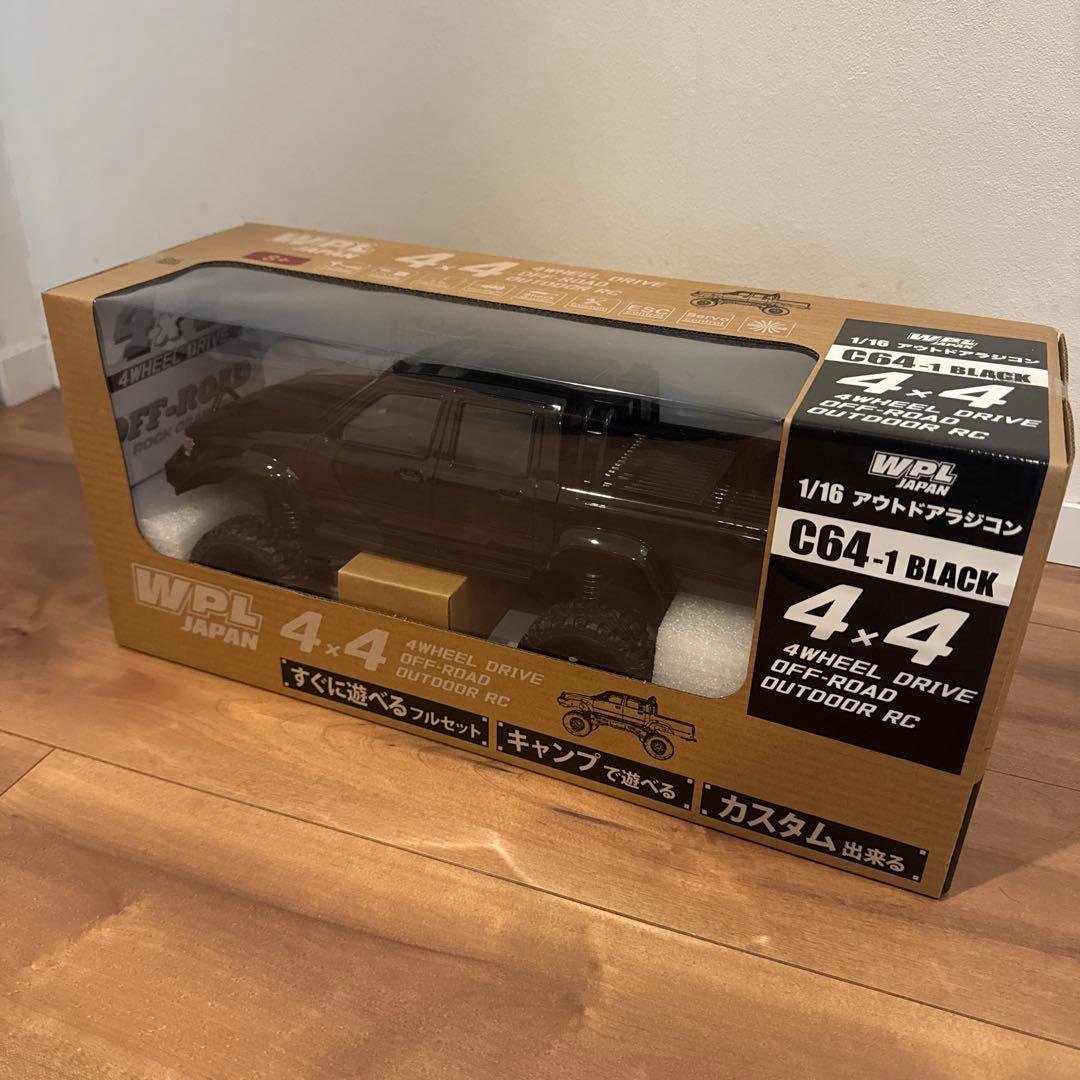 WPL
JAPAN
8+
4×4
4WHEEL DRIVE
OFF-ROAD
OUTDOOR RC
ESC
control
Servo
control
WPL
JAPAN
1/16 アウトドアラジコン
C64-1 BLACK
4×4
4WHEEL DRIVE
OFF-ROAD
OUTDOOR RC
4WHEEL DRIVE
OFF-ROAD
WPL
JAPAN
1/16 アウトドアラジコン
C64-1 BLACK
4×4
4WHEEL DRIVE
OFF-ROAD
OUTDOOR RC
WPL
JAPAN
4×4
4WHEEL DRIVE
OFF-ROAD
OUTDOOR RC
すぐに遊べるフルセット
キャンプで遊べる
カスタム出来る